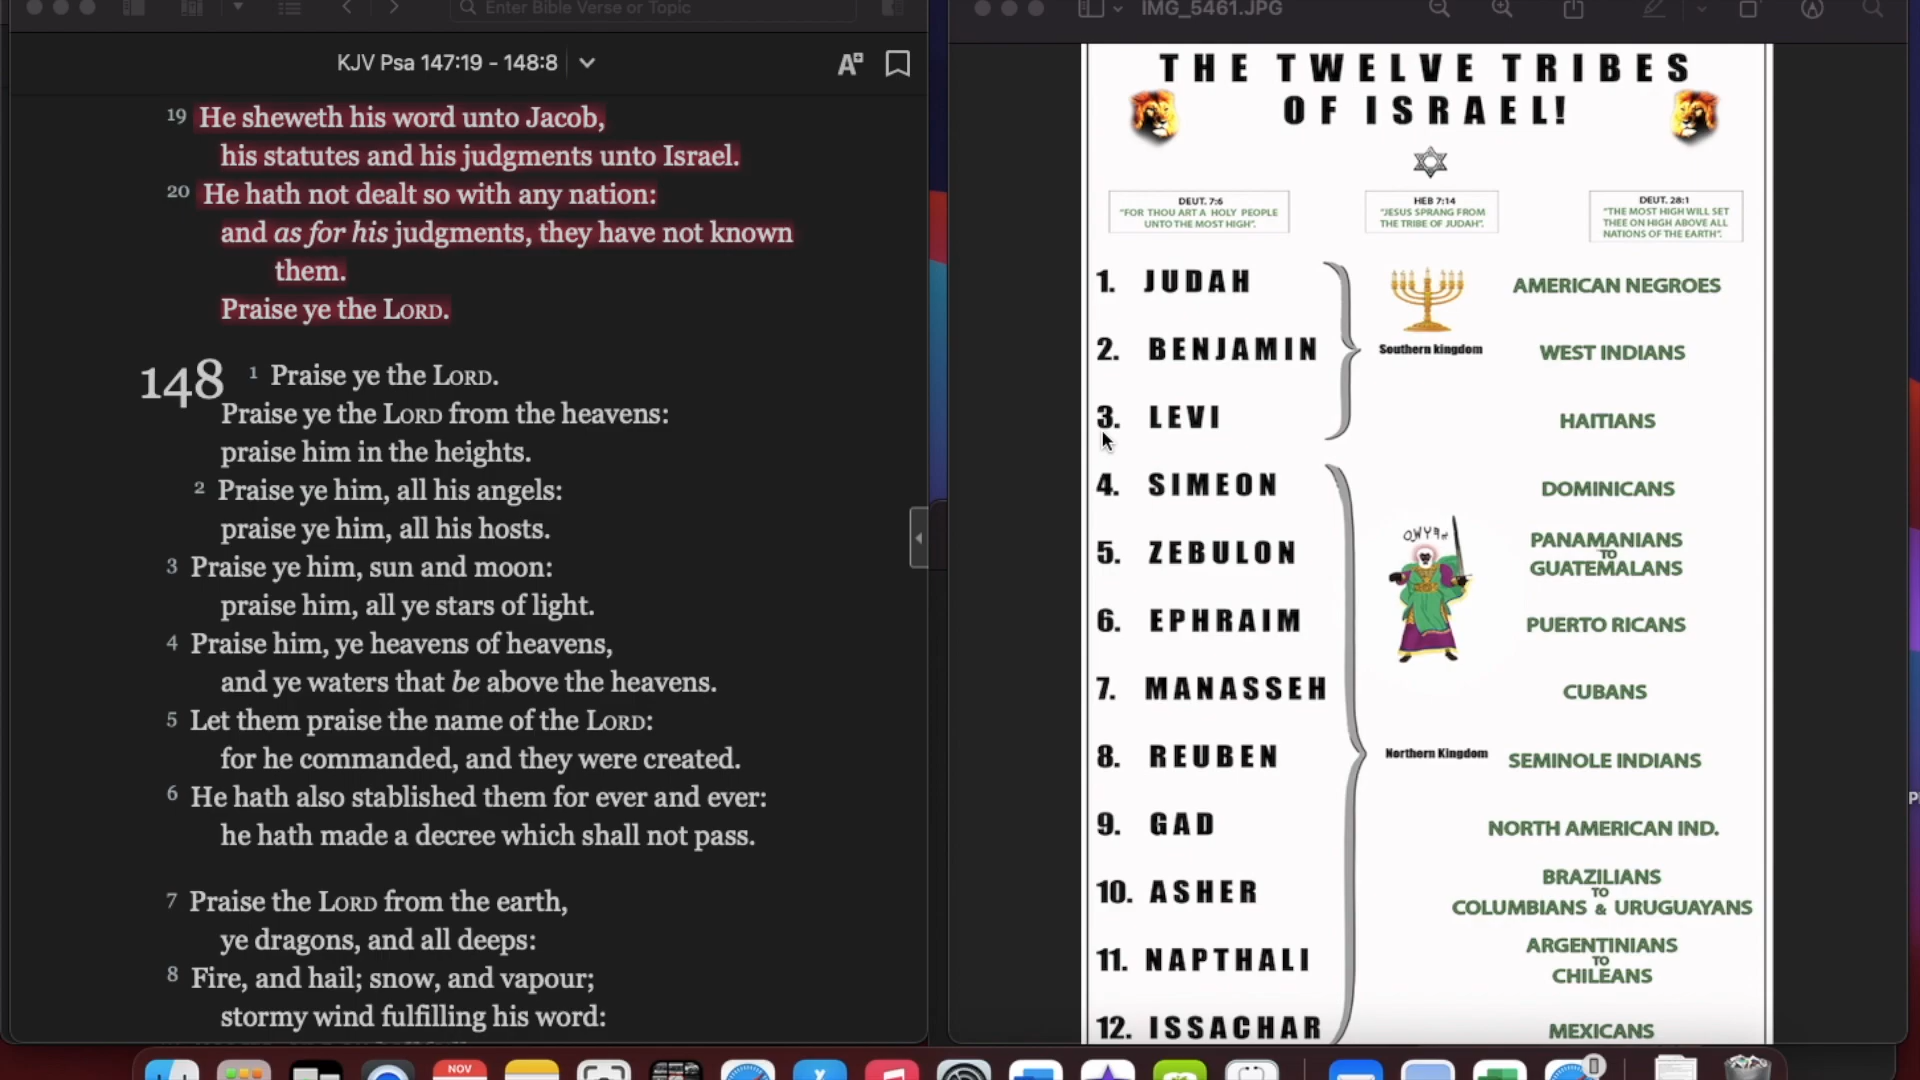 Enter Bible Verse or Topic
KJV Psa 147:19 - 148:8
19 He sheweth his word unto Jacob,
his statutes and his judgments unto Israel.
20 He hath not dealt so with any nation:
and as for his judgments, they have not known
them.
Praise ye the LORD.
148 1 Praise ye the LORD.
Praise ye the LORD from the heavens:
praise him in the heights.
2 Praise ye him, all his angels:
praise ye him, all his hosts.
3 Praise ye him, sun and moon:
praise him, all ye stars of light.
4 Praise him, ye heavens of heavens,
and ye waters that be above the heavens.
5 Let them praise the name of the LORD:
for he commanded, and they were created.
6 He hath also stablished them for ever and ever:
he hath made a decree which shall not pass.
7 Praise the LORD from the earth,
ye dragons, and all deeps:
8 Fire, and hail; snow, and vapour;
stormy wind fulfilling his word:
IMG_5461.JPG
THE TWELVE TRIBES
OF ISRAEL!
DEUT. 7:6
"FOR THOU ART A HOLY PEOPLE
UNTO THE MOST HIGH".
HEB 7:14
"JESUS SPRANG FROM
THE TRIBE OF JUDAH".
DEUT. 28:1
"THE MOST HIGH WILL SET
THEE ON HIGH ABOVE ALL
NATIONS OF THE EARTH".
1. JUDAH AMERICAN NEGROES
2. BENJAMIN Southern kingdom WEST INDIANS
3. LEVI HAITIANS
4. SIMEON DOMINICANS
5. ZEBULON PANAMANIANS
TO
GUATEMALANS
6. EPHRAIM PUERTO RICANS
7. MANASSEH CUBANS
8. REUBEN Northern Kingdom SEMINOLE INDIANS
9. GAD NORTH AMERICAN IND.
10. ASHER BRAZILIANS
TO
COLUMBIANS & URUGUAYANS
11. NAPTHALI ARGENTINIANS
TO
CHILEANS
12. ISSACHAR MEXICANS
NOV